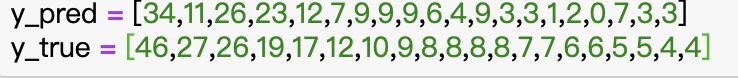 y_pred = [34,11,26,23,12,7,9,9,9,6,4,9,3,3,1,2,0,7,3,3]
y_true = [46,27,26,19,17,12,10,9,8,8,8,8,7,7,6,6,5,5,4,4]